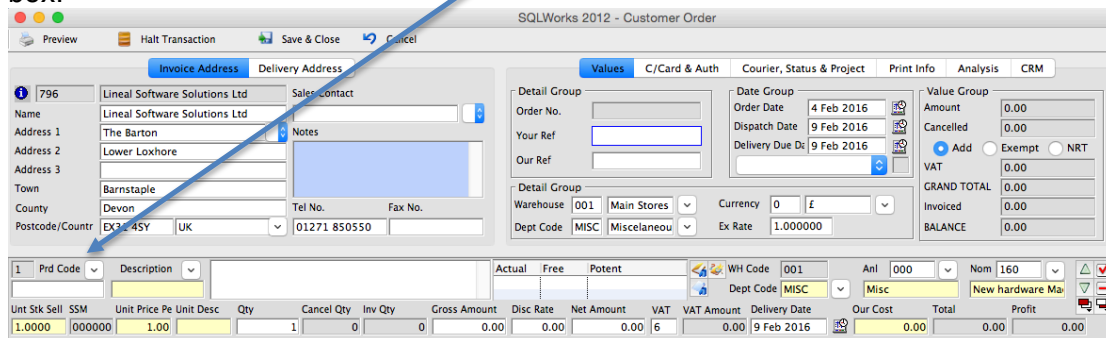 box.
SQLWorks 2012 - Customer Order
Preview Halt Transaction Save & Close Cancel
Invoice Address Delivery Address
Values C/Card & Auth Courier, Status & Project Print Info Analysis CRM
796 Lineal Software Solutions Ltd Sales Contact
Name Lineal Software Solutions Ltd
Address 1 The Barton Notes
Address 2 Lower Loxhore
Address 3
Town Barnstaple
County Devon Tel No. Fax No.
Postcode/Countr EX31 4SY UK 01271 850550
Detail Group
Order No.
Your Ref
Our Ref
Date Group
Order Date 4 Feb 2016
Dispatch Date 9 Feb 2016
Delivery Due Da 9 Feb 2016
Value Group
Amount 0.00
Cancelled 0.00
Add Exempt NRT
VAT 0.00
GRAND TOTAL 0.00
Invoiced 0.00
BALANCE 0.00
Detail Group
Warehouse 001 Main Stores Currency 0 £
Dept Code MISC Miscelaneou Ex Rate 1.000000
1 Prd Code Description Actual Free Potent WH Code 001 Anl 000 Nom 160
Dept Code MISC Misc New hardware Ma
Unt Stk Sell SSM Unit Price Pe Unit Desc Qty Cancel Qty Inv Qty Gross Amount Disc Rate Net Amount VAT VAT Amount Delivery Date Our Cost Total Profit
1.0000 000000 1.00 1 0 0 0.00 0.00 0.00 6 0.00 9 Feb 2016 0.00 0.00 0.00